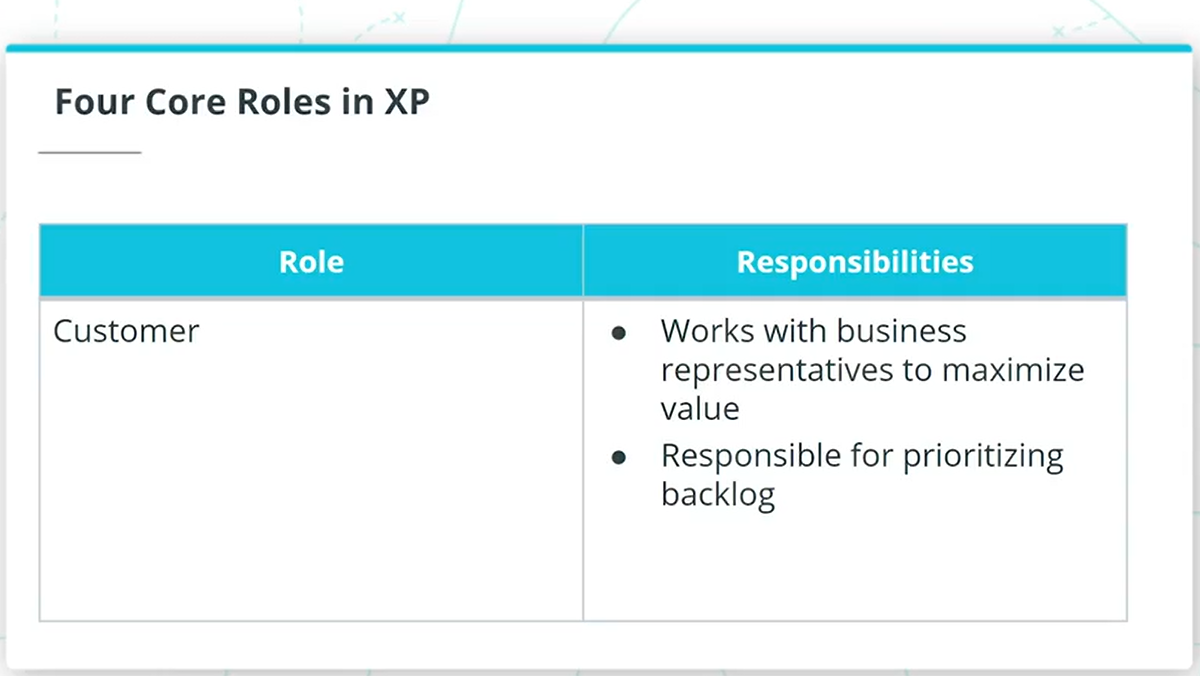 Four Core Roles in XP
Role
Responsibilities
Customer
● Works with business
representatives to maximize
value
● Responsible for prioritizing
backlog